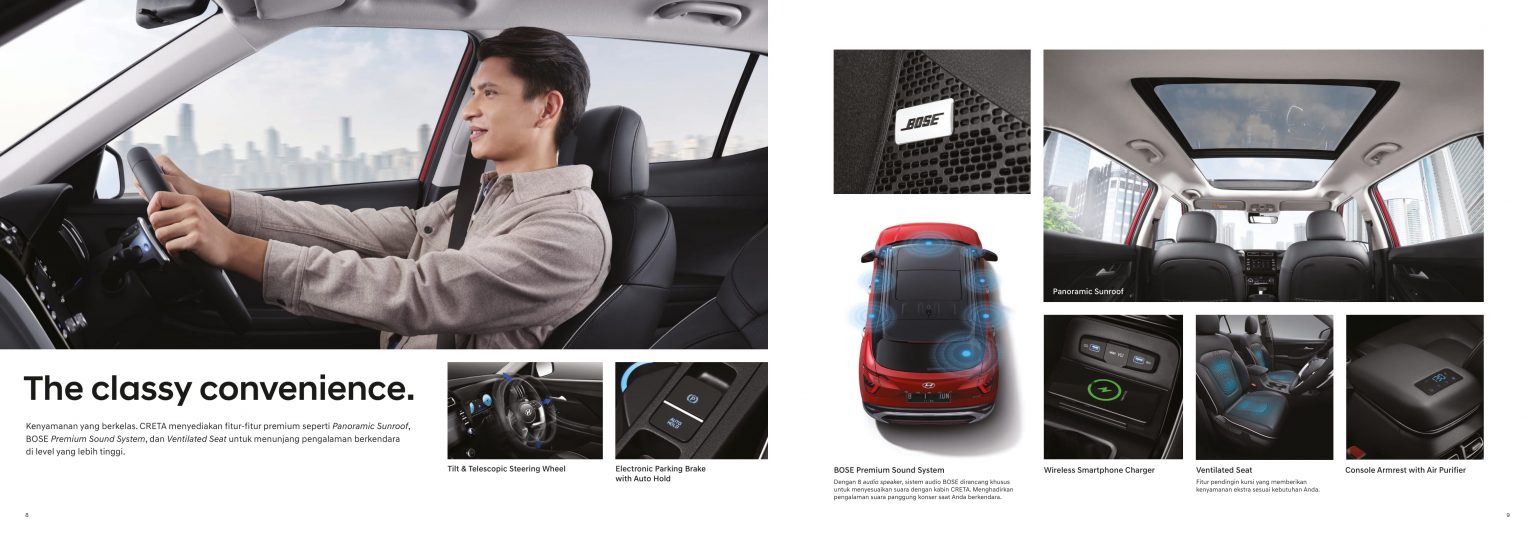 The classy convenience.
Kenyamanan yang berkelas. CRETA menyediakan fitur-fitur premium seperti Panoramic Sunroof,
BOSE Premium Sound System, dan Ventilated Seat untuk menunjang pengalaman berkendara
di level yang lebih tinggi.
Tilt & Telescopic Steering Wheel
P
AUTO
HOLD
Electronic Parking Brake
with Auto Hold
8
BOSE
BOSE Premium Sound System
Dengan 8 audio speaker, sistem audio BOSE dirancang khusus
untuk menyesuaikan suara dengan kabin CRETA. Menghadirkan
pengalaman suara panggung konser saat Anda berkendara.
Panoramic Sunroof
Wireless Smartphone Charger
Ventilated Seat
Fitur pendingin kursi yang memberikan
kenyamanan ekstra sesuai kebutuhan Anda.
Console Armrest with Air Purifier
9